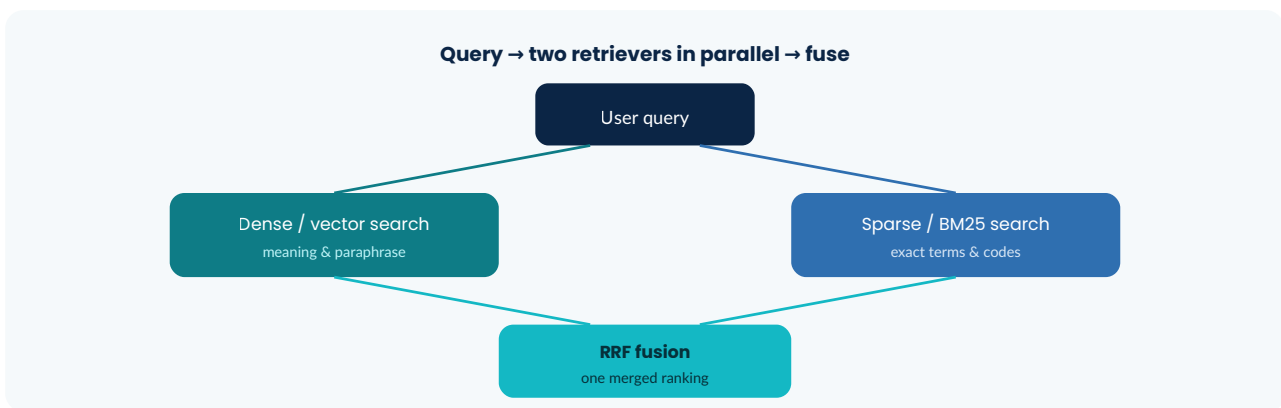 Query → two retrievers in parallel → fuse
User query
Dense / vector search
meaning & paraphrase
Sparse / BM25 search
exact terms & codes
RRF fusion
one merged ranking